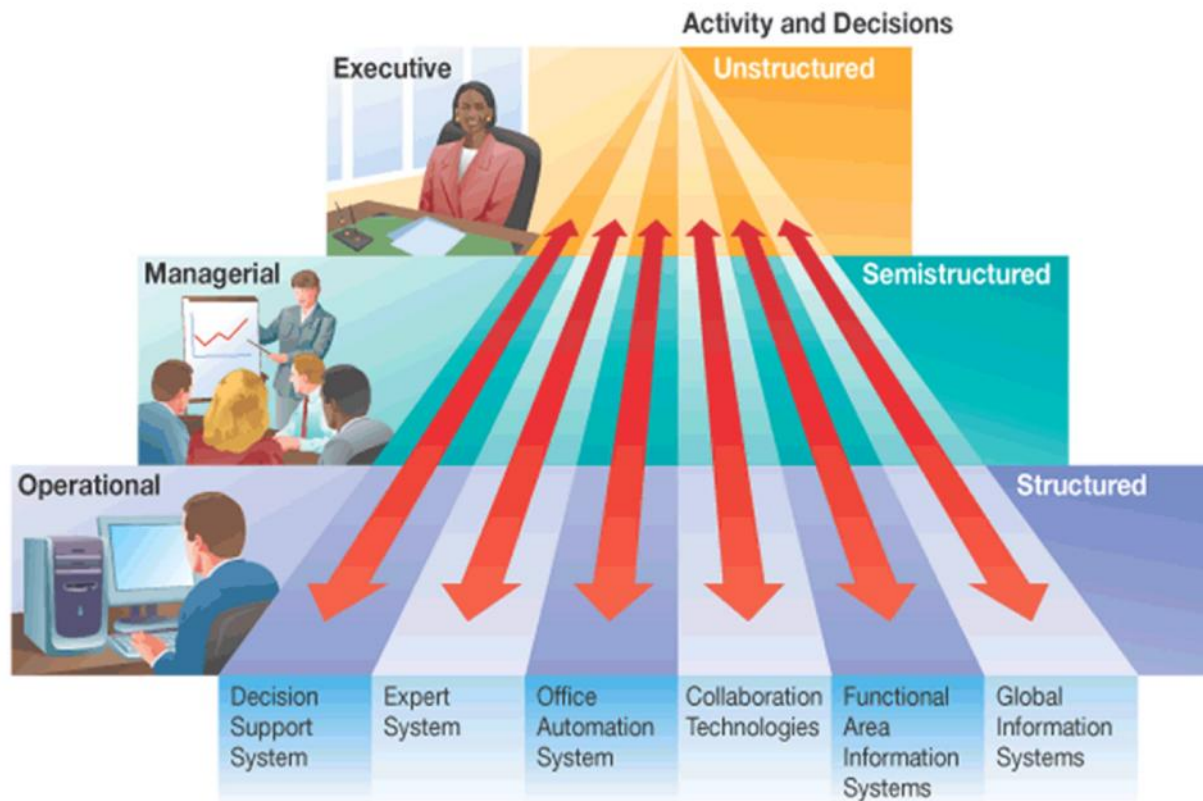 Activity and Decisions
Executive
Unstructured
Managerial
Semistructured
Operational
Structured
Decision
Support
System
Expert
System
Office
Automation
System
Collaboration
Technologies
Functional
Area
Information
Systems
Global
Information
Systems